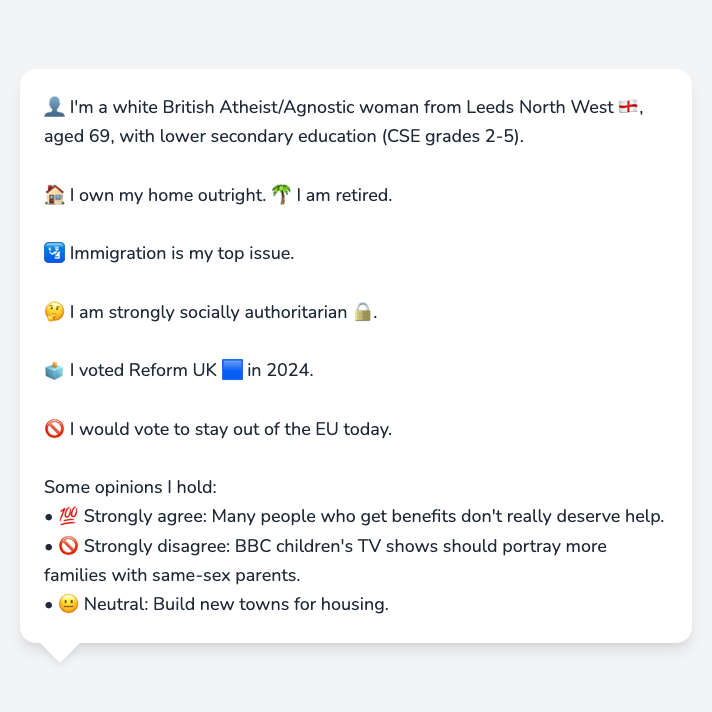 👤 I'm a white British Atheist/Agnostic woman from Leeds North West 🏴󠁧󠁢󠁥󠁮󠁧󠁿,
aged 69, with lower secondary education (CSE grades 2-5).
🏠 I own my home outright. 🌴 I am retired.
🛂 Immigration is my top issue.
🤔 I am strongly socially authoritarian 🔒.
🗳️ I voted Reform UK 🟦 in 2024.
🚫 I would vote to stay out of the EU today.
Some opinions I hold:
• 💯 Strongly agree: Many people who get benefits don't really deserve help.
• 🚫 Strongly disagree: BBC children's TV shows should portray more
families with same-sex parents.
• 😐 Neutral: Build new towns for housing.